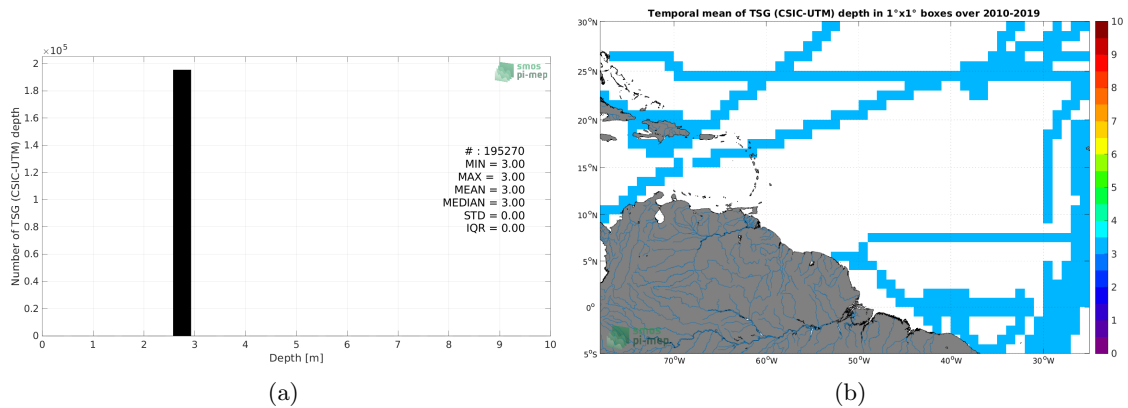 ×10⁵
2
1.8
1.6
1.4
1.2
1
0.8
0.6
0.4
0.2
0
Number of TSG (CSIC-UTM) depth
smos
pi-mep
# : 195270
MIN = 3.00
MAX = 3.00
MEAN = 3.00
MEDIAN = 3.00
STD = 0.00
IQR = 0.00
0 1 2 3 4 5 6 7 8 9 10
Depth [m]
(a)
Temporal mean of TSG (CSIC-UTM) depth in 1°x1° boxes over 2010-2019
30°N
25°N
20°N
15°N
10°N
5°N
0°
5°S
smos
pi-mep
70°W 60°W 50°W 40°W 30°W
10
9
8
7
6
5
4
3
2
1
0
(b)